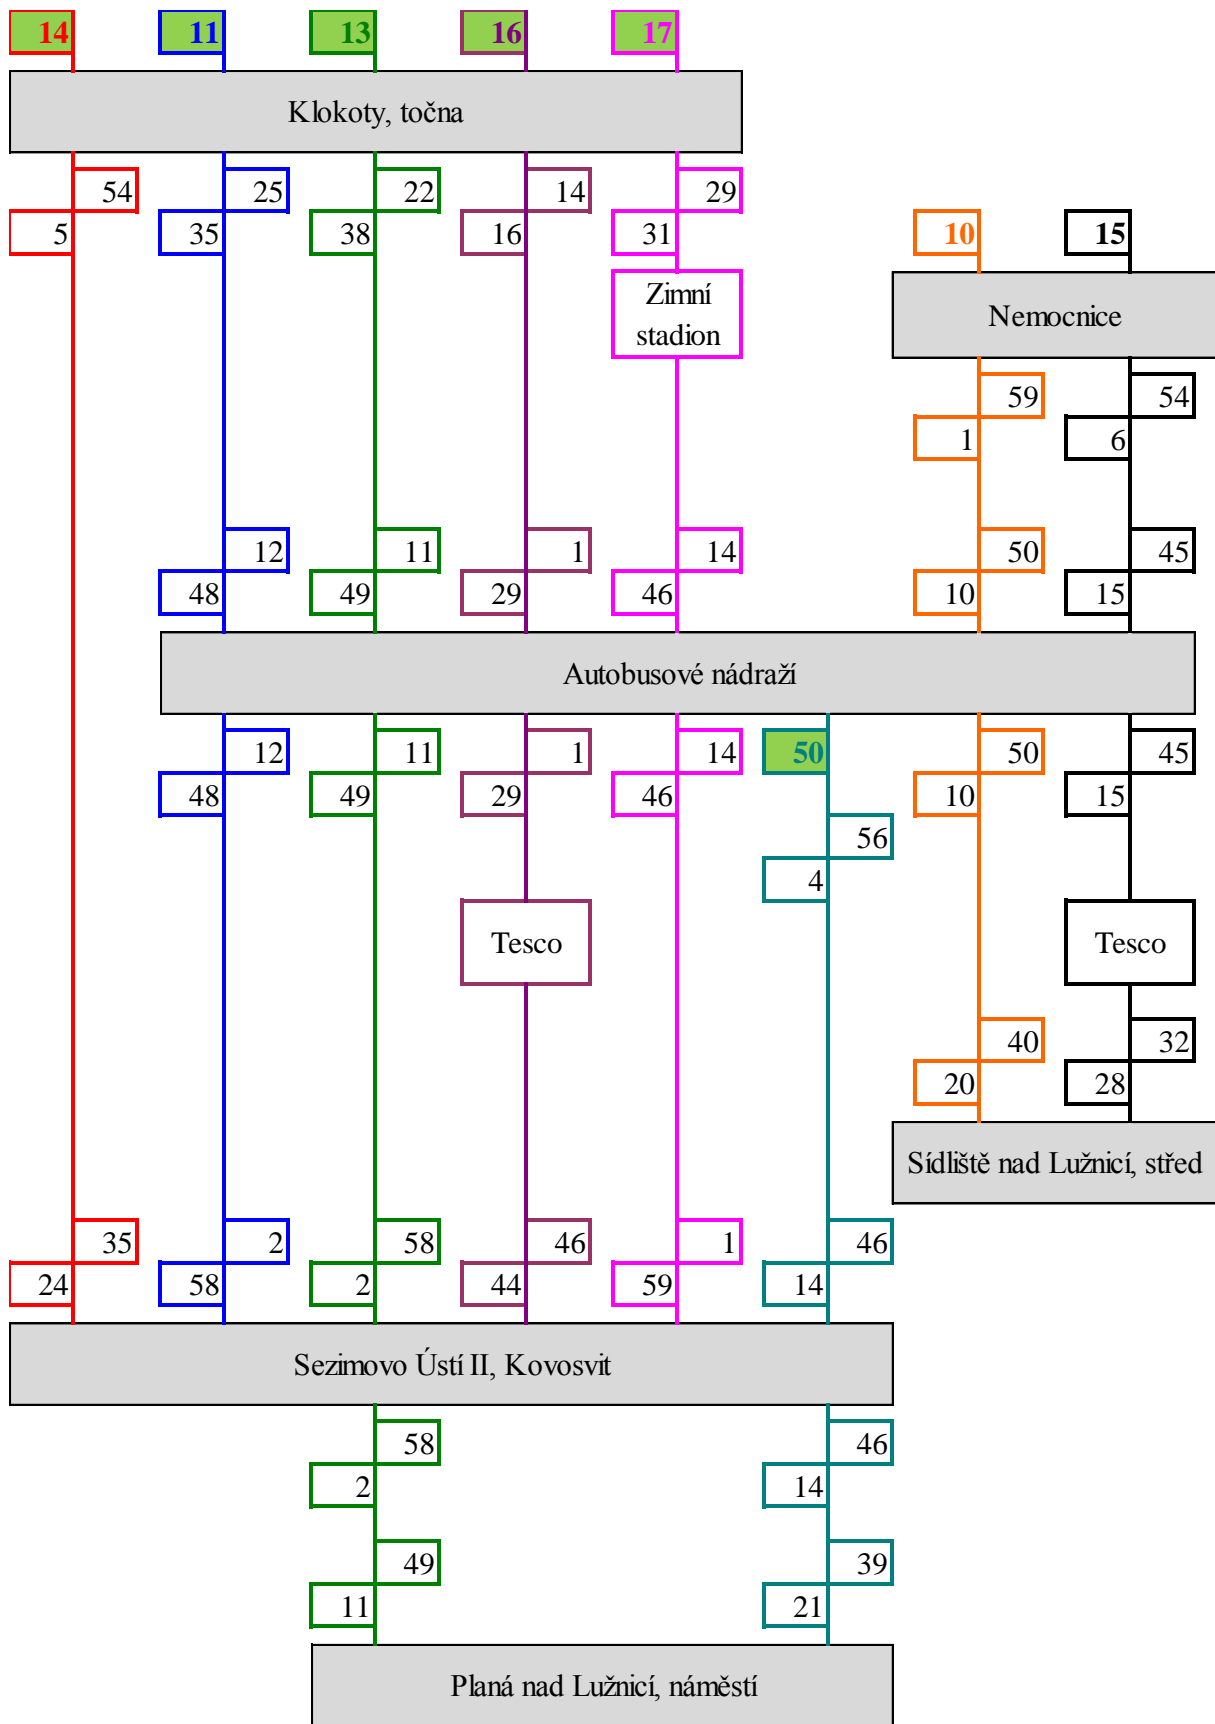 14 11 13 16 17
Klokoty, točna
54 25 22 14 29
5 35 38 16 31 10 15
Zimní
stadion
Nemocnice
59 54
1 6
12 11 1 14 50 45
48 49 29 46 10 15
Autobusové nádraží
12 11 1 14 50 50 45
48 49 29 46 10 15
56
4
Tesco Tesco
40 32
20 28
Sídliště nad Lužnicí, střed
35 2 58 46 1 46
24 58 2 44 59 14
Sezimovo Ústí II, Kovosvit
58 46
2 14
49 39
11 21
Planá nad Lužnicí, náměstí